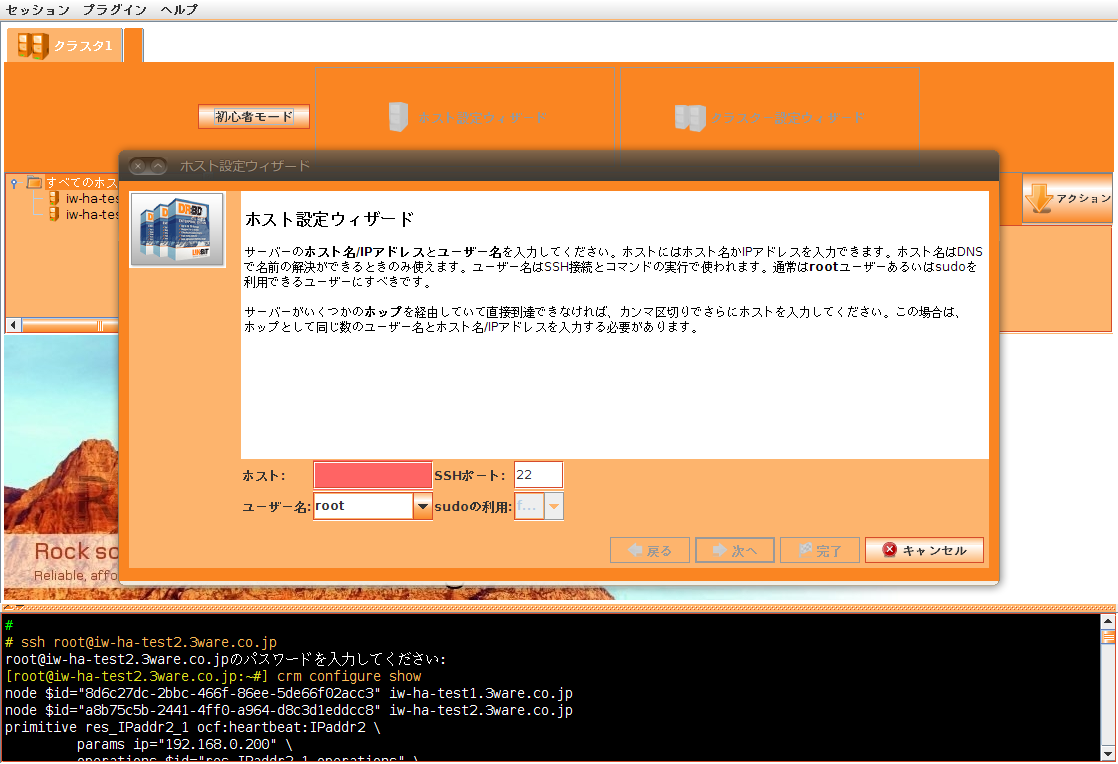 セッション プラグイン ヘルプ
クラスタ1
初心者モード
ホスト設定ウィザード
クラスター設定ウィザード
ホスト設定ウィザード
すべてのホス
iw-ha-tes
iw-ha-tes
アクション
DR:BD
LINBIT
ホスト設定ウィザード
サーバーのホスト名/IPアドレスとユーザー名を入力してください。ホストにはホスト名かIPアドレスを入力できます。ホスト名はDNS
で名前の解決ができるときのみ使えます。ユーザー名はSSH接続とコマンドの実行で使われます。通常はrootユーザーあるいはsudoを
利用できるユーザーにすべきです。
サーバーがいくつかのホップを経由していて直接到達できなければ、カンマ区切りでさらにホストを入力してください。この場合は、
ホップとして同じ数のユーザー名とホスト名/IPアドレスを入力する必要があります。
ホスト: SSHポート: 22
ユーザー名: root sudoの利用: f...
戻る 次へ 完了 キャンセル
Rock so
Reliable, affo
#
# ssh root@iw-ha-test2.3ware.co.jp
root@iw-ha-test2.3ware.co.jpのパスワードを入力してください:
[root@iw-ha-test2.3ware.co.jp:~#] crm configure show
node $id="8d6c27dc-2bbc-466f-86ee-5de66f02acc3" iw-ha-test1.3ware.co.jp
node $id="a8b75c5b-2441-4ff0-a964-d8c3d1eddcc8" iw-ha-test2.3ware.co.jp
primitive res_IPaddr2_1 ocf:heartbeat:IPaddr2 \
params ip="192.168.0.200" \
operations $id="res_IPaddr2_1-operations" \